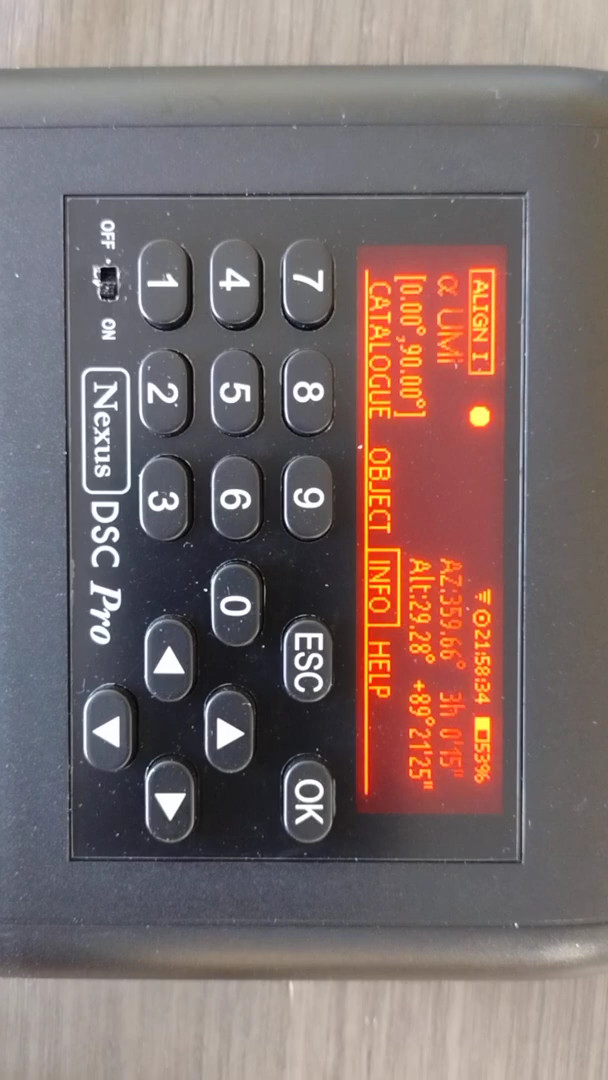 ALIGN I 21:58:34 53%
α UMi AZ:359.66° 3h 0'15"
[0.00°,90.00°] Alt:29.28° +89°21'25"
CATALOGUE OBJECT INFO HELP
7 8 9 ESC OK
4 5 6 0
1 2 3
OFF ON Nexus DSC Pro